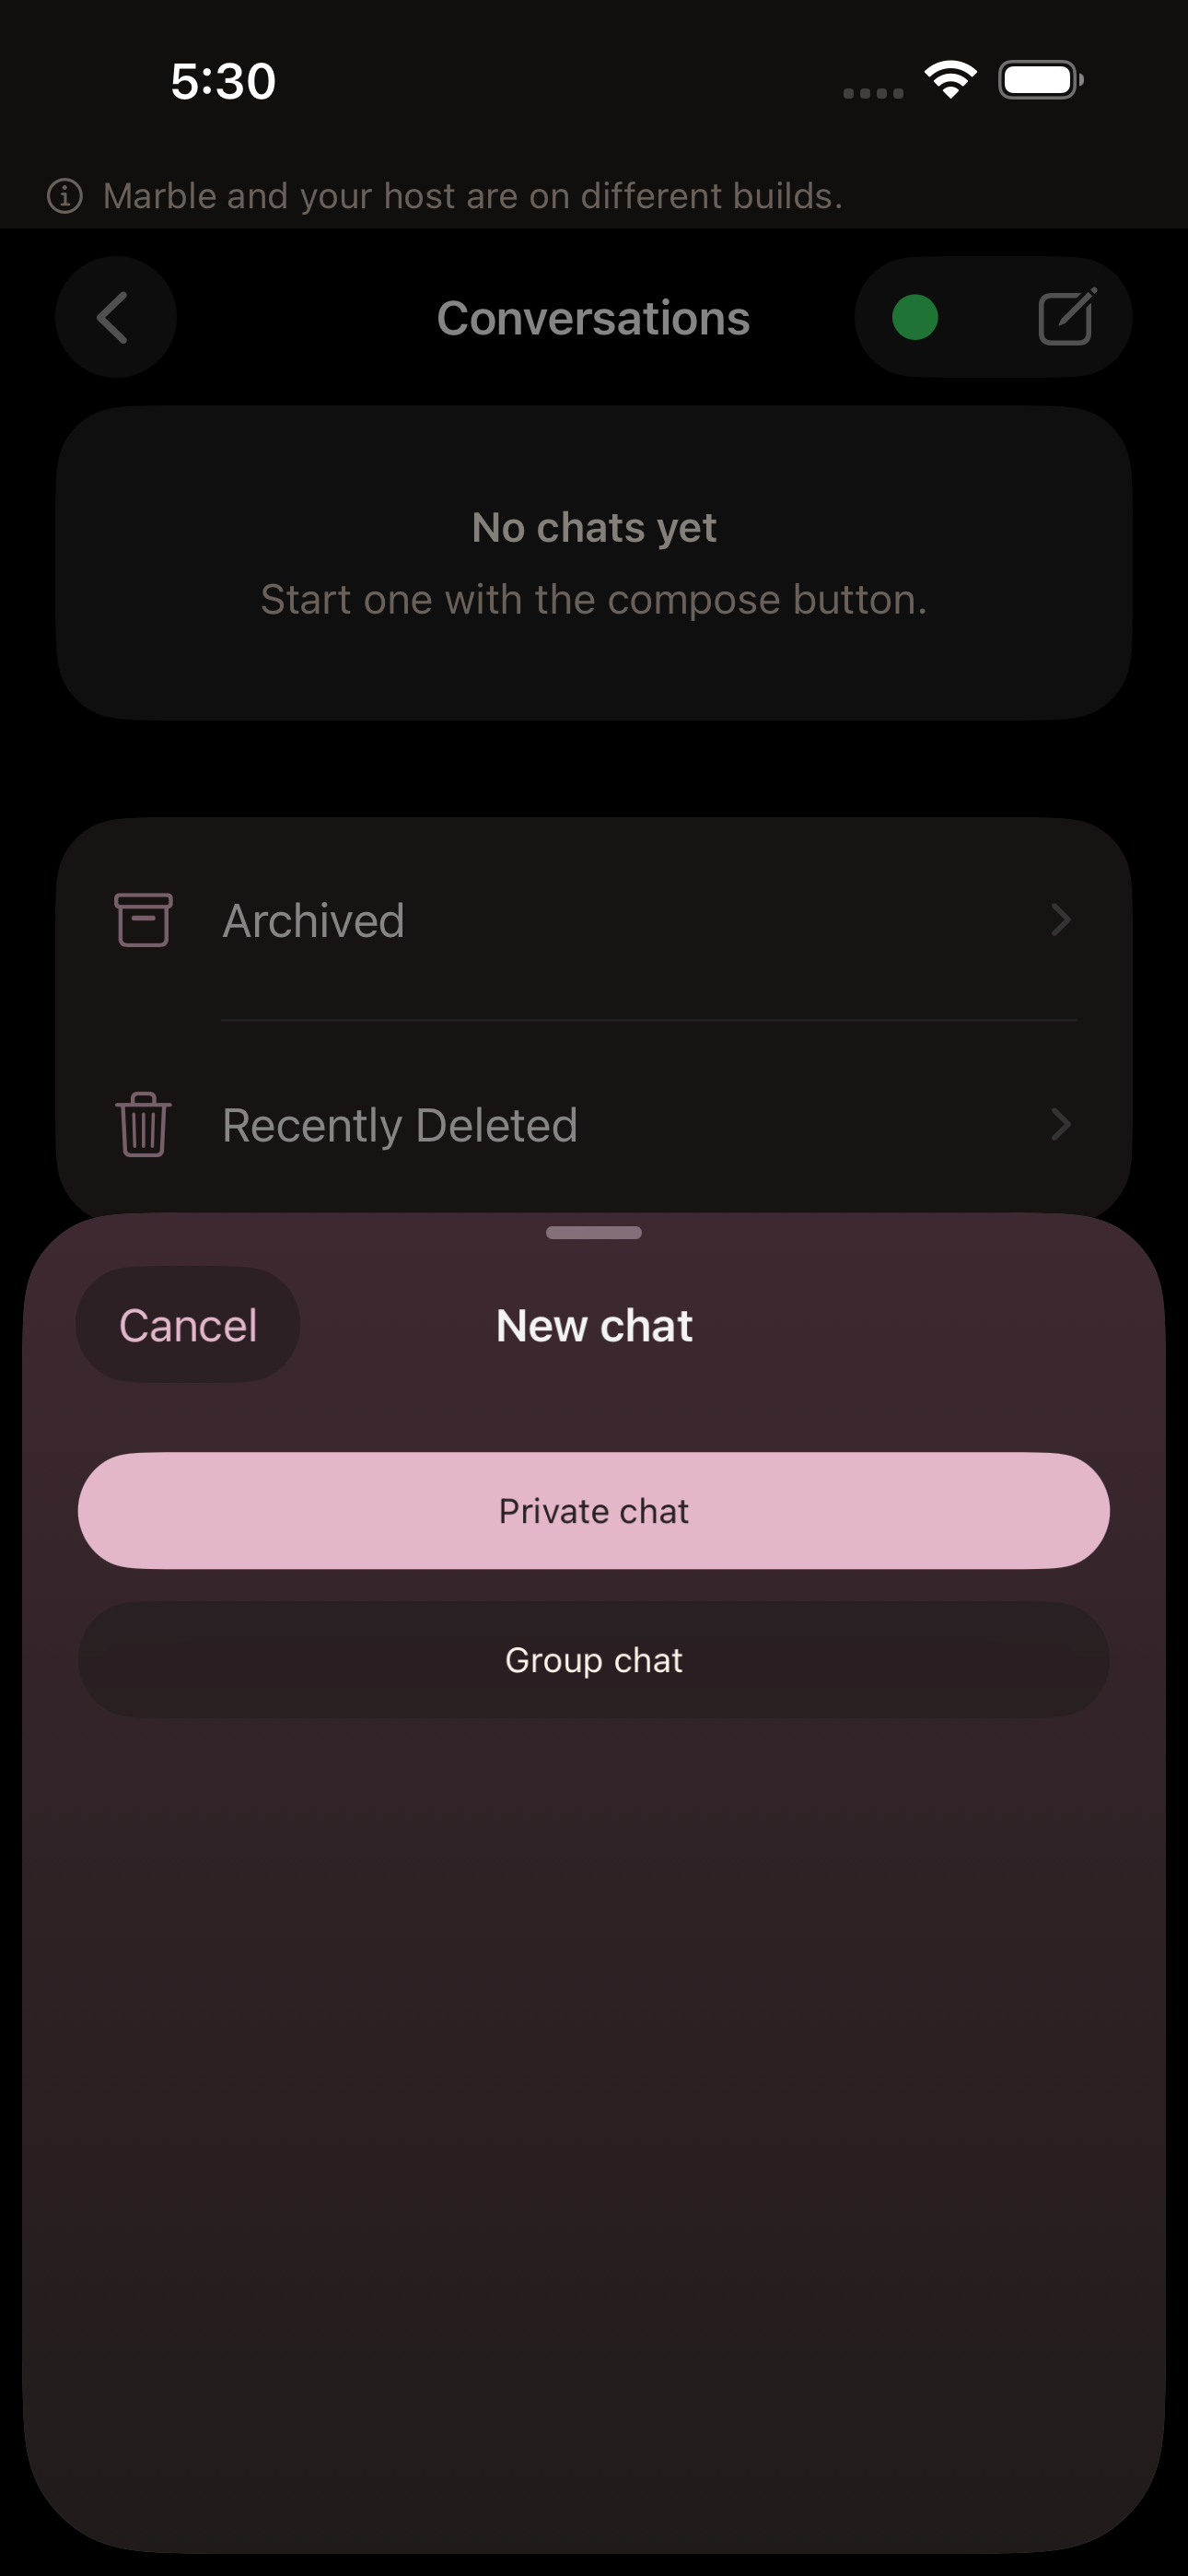 5:30
Marble and your host are on different builds.
Conversations
No chats yet
Start one with the compose button.
Archived
Recently Deleted
Cancel
New chat
Private chat
Group chat